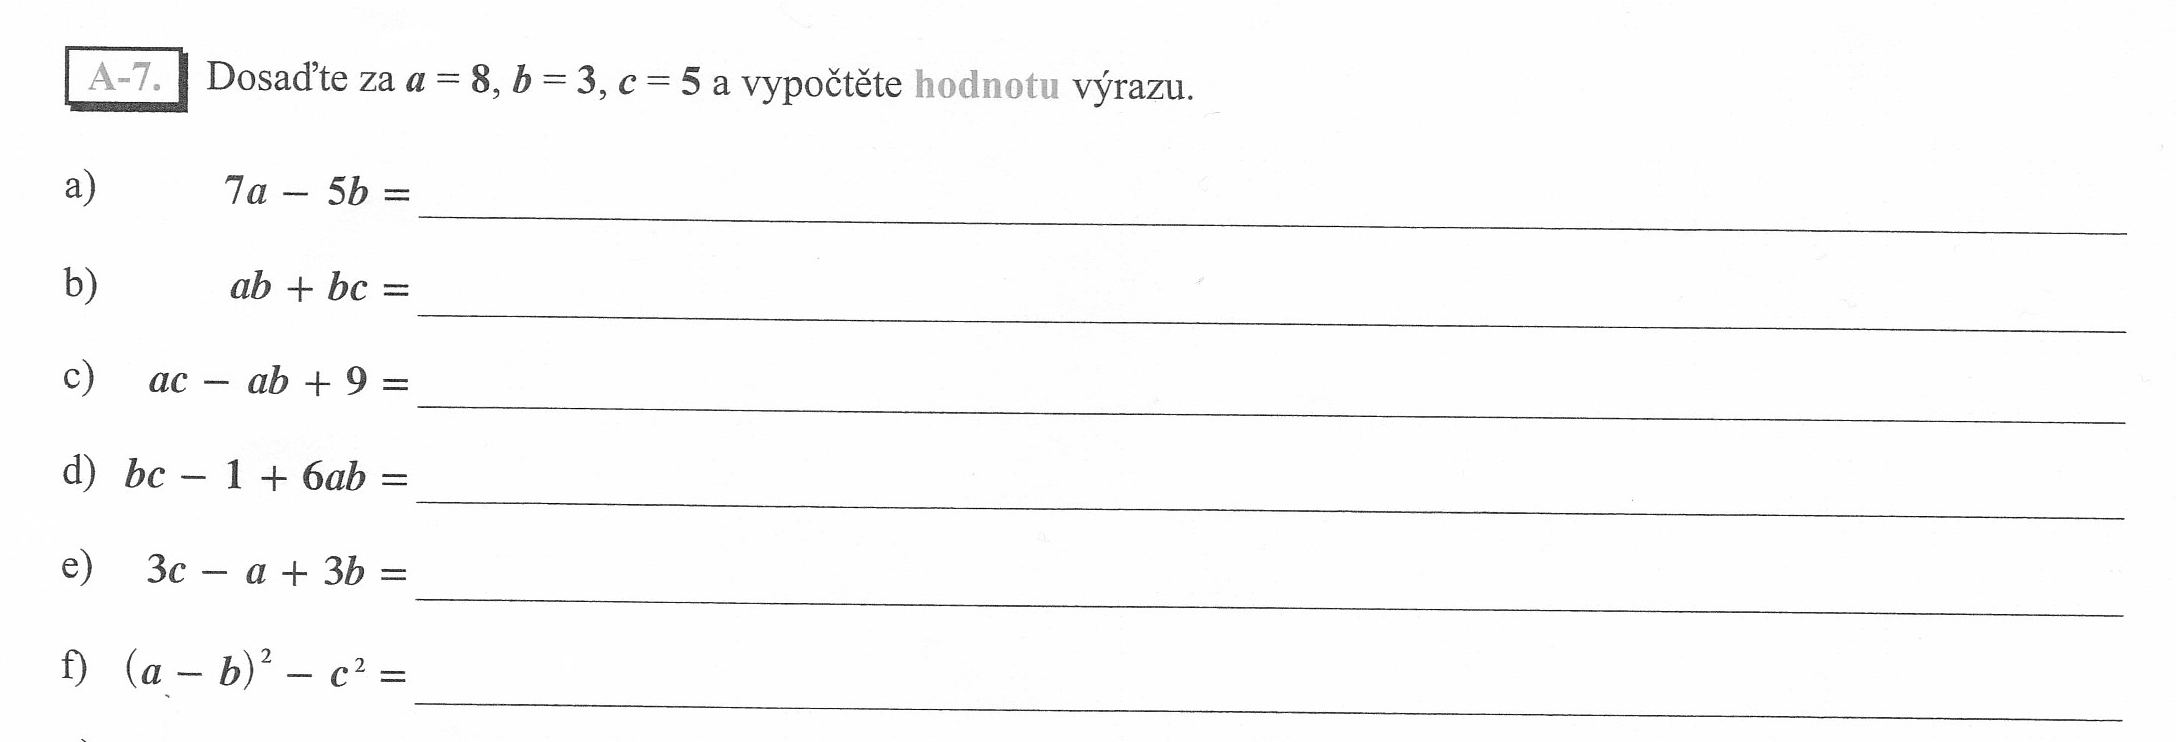 A-7. Dosaďte za a = 8, b = 3, c = 5 a vypočtěte hodnotu výrazu.
a) 7a − 5b =
b) ab + bc =
c) ac − ab + 9 =
d) bc − 1 + 6ab =
e) 3c − a + 3b =
f) (a − b)² − c² =